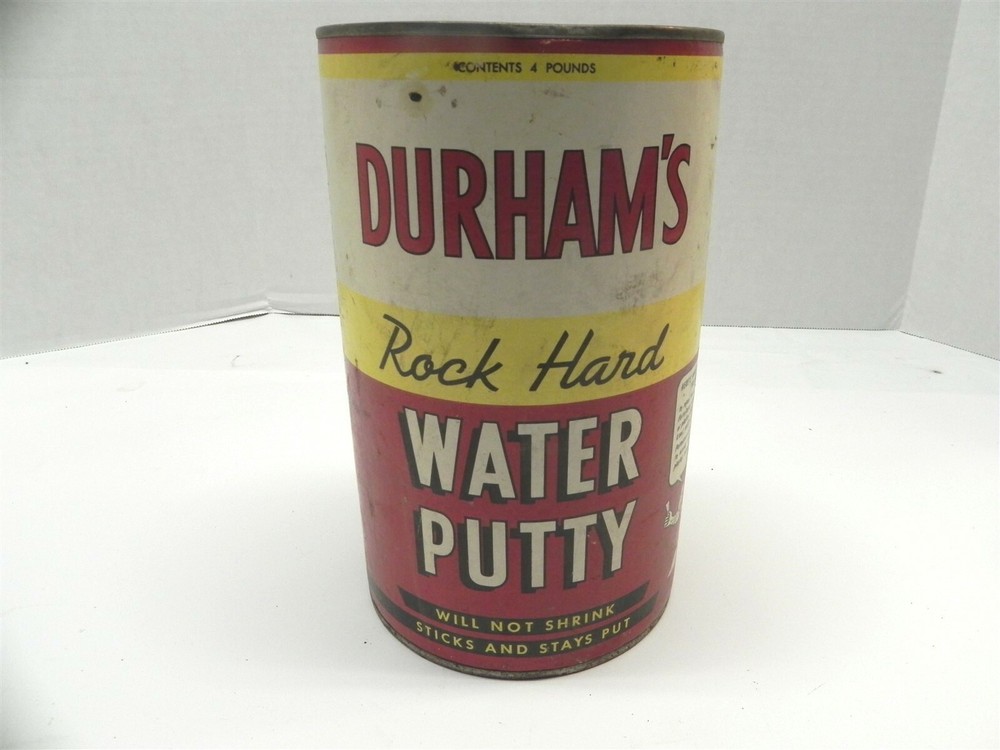 CONTENTS 4 POUNDS
DURHAM'S
Rock Hard
WATER
PUTTY
WILL NOT SHRINK
STICKS AND STAYS PUT